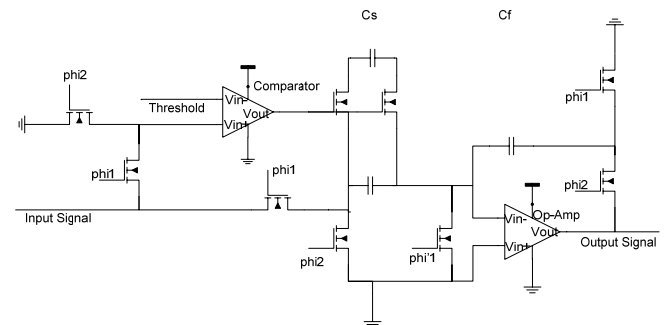 Cs
Cf
phi2
Comparator
phi1
Threshold
Vin-
Vout
Vin+
phi1
phi1
phi2
Input Signal
Vin-
Op-Amp
Vout
Vin+
Output Signal
phi2
phi'1